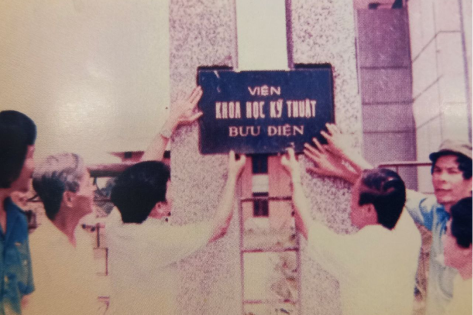 VIỆN
KHOA HỌC KỸ THUẬT
BƯU ĐIỆN